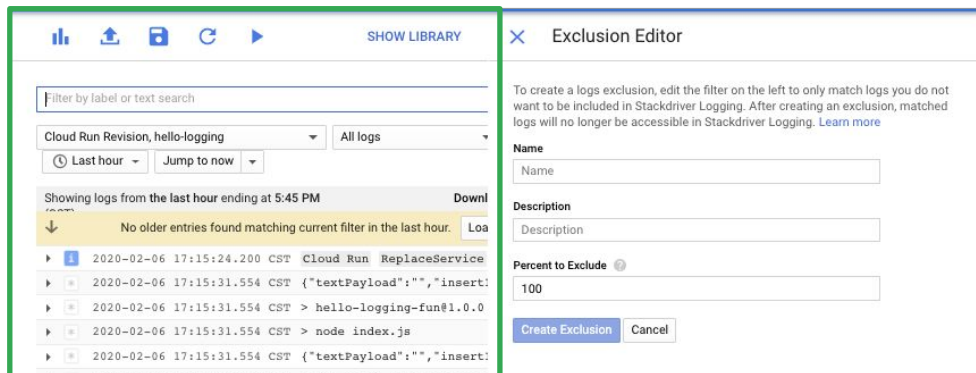 SHOW LIBRARY
Filter by label or text search
Cloud Run Revision, hello-logging
All logs
Last hour
Jump to now
Showing logs from the last hour ending at 5:45 PM
Downl
No older entries found matching current filter in the last hour.
Loa
i 2020-02-06 17:15:24.200 CST Cloud Run ReplaceService
* 2020-02-06 17:15:31.554 CST {"textPayload":"","insert
* 2020-02-06 17:15:31.554 CST > hello-logging-fun@1.0.0
* 2020-02-06 17:15:31.554 CST > node index.js
* 2020-02-06 17:15:31.554 CST {"textPayload":"","insert
Exclusion Editor
To create a logs exclusion, edit the filter on the left to only match logs you do not
want to be included in Stackdriver Logging. After creating an exclusion, matched
logs will no longer be accessible in Stackdriver Logging. Learn more
Name
Name
Description
Description
Percent to Exclude ?
100
Create Exclusion
Cancel